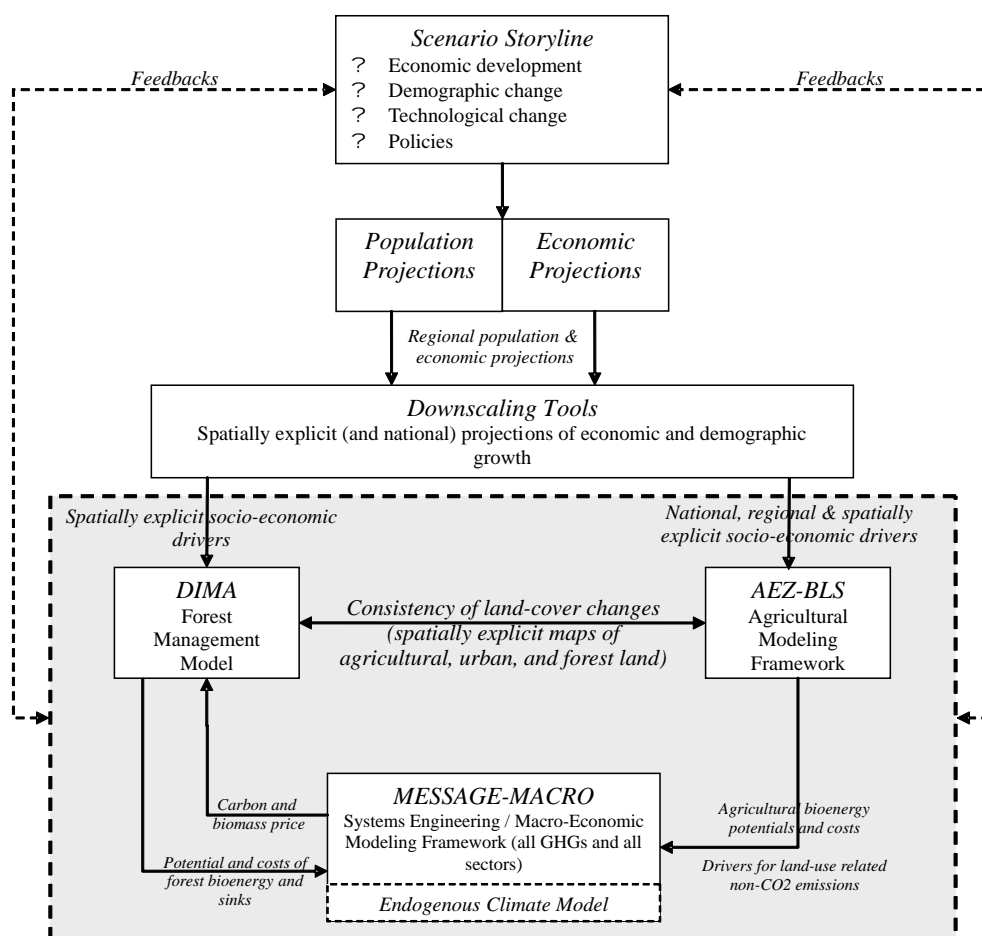 Scenario Storyline
? Economic development
? Demographic change
? Technological change
? Policies
Feedbacks
Feedbacks
Population
Projections
Economic
Projections
Regional population &
economic projections
Downscaling Tools
Spatially explicit (and national) projections of economic and demographic
growth
Spatially explicit socio-economic
drivers
National, regional & spatially
explicit socio-economic drivers
DIMA
Forest
Management
Model
Consistency of land-cover changes
(spatially explicit maps of
agricultural, urban, and forest land)
AEZ-BLS
Agricultural
Modeling
Framework
Carbon and
biomass price
Potential and costs of
forest bioenergy and
sinks
MESSAGE-MACRO
Systems Engineering / Macro-Economic
Modeling Framework (all GHGs and all
sectors)
Endogenous Climate Model
Agricultural bioenergy
potentials and costs
Drivers for land-use related
non-CO2 emissions